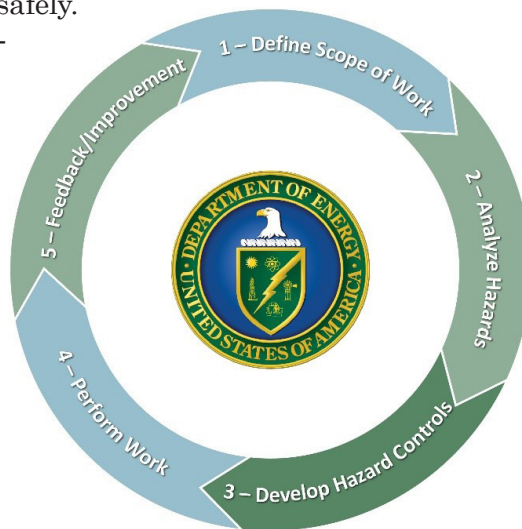 safely.
-
1 – Define Scope of Work
2 – Analyze Hazards
3 – Develop Hazard Controls
4 – Perform Work
5 – Feedback/Improvement
DEPARTMENT OF ENERGY
UNITED STATES OF AMERICA